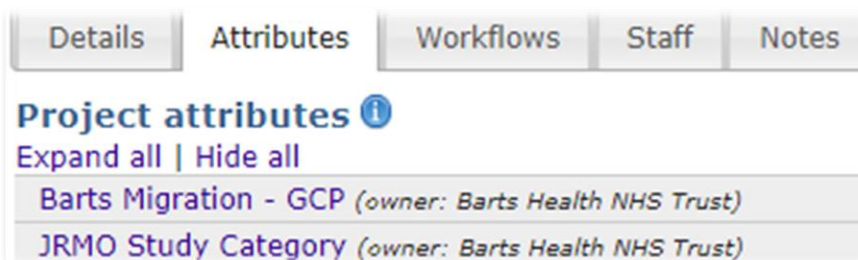 Details Attributes Workflows Staff Notes
Project attributes
Expand all | Hide all
Barts Migration - GCP (owner: Barts Health NHS Trust)
JRMO Study Category (owner: Barts Health NHS Trust)